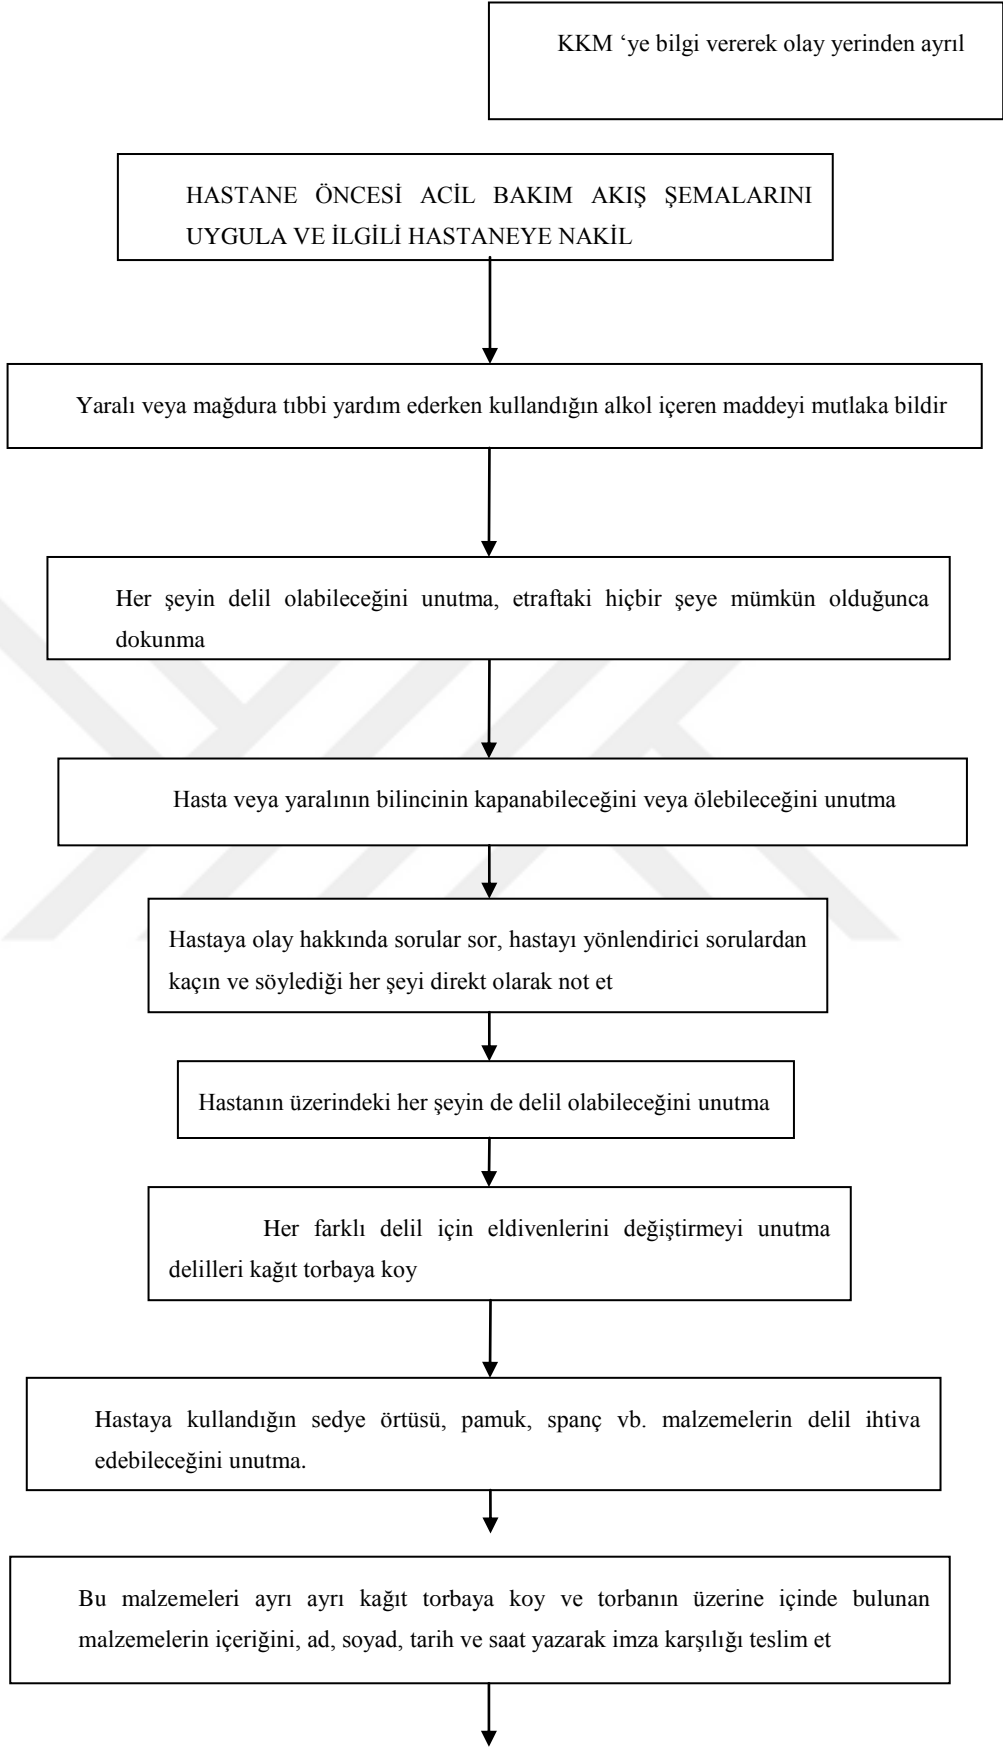 KKM ‘ye bilgi vererek olay yerinden ayrıl
HASTANE ÖNCESİ ACİL BAKIM AKIŞ ŞEMALARINI
UYGULA VE İLGİLİ HASTANEYE NAKİL
Yaralı veya mağdura tıbbi yardım ederken kullandığın alkol içeren maddeyi mutlaka bildir
Her şeyin delil olabileceğini unutma, etraftaki hiçbir şeye mümkün olduğunca
dokunma
Hasta veya yaralının bilincinin kapanabileceğini veya ölebileceğini unutma
Hastaya olay hakkında sorular sor, hastayı yönlendirici sorulardan
kaçın ve söylediği her şeyi direkt olarak not et
Hastanın üzerindeki her şeyin de delil olabileceğini unutma
Her farklı delil için eldivenlerini değiştirmeyi unutma
delilleri kağıt torbaya koy
Hastaya kullandığın sedye örtüsü, pamuk, spanç vb. malzemelerin delil ihtiva
edebileceğini unutma.
Bu malzemeleri ayrı ayrı kağıt torbaya koy ve torbanın üzerine içinde bulunan
malzemelerin içeriğini, ad, soyad, tarih ve saat yazarak imza karşılığı teslim et